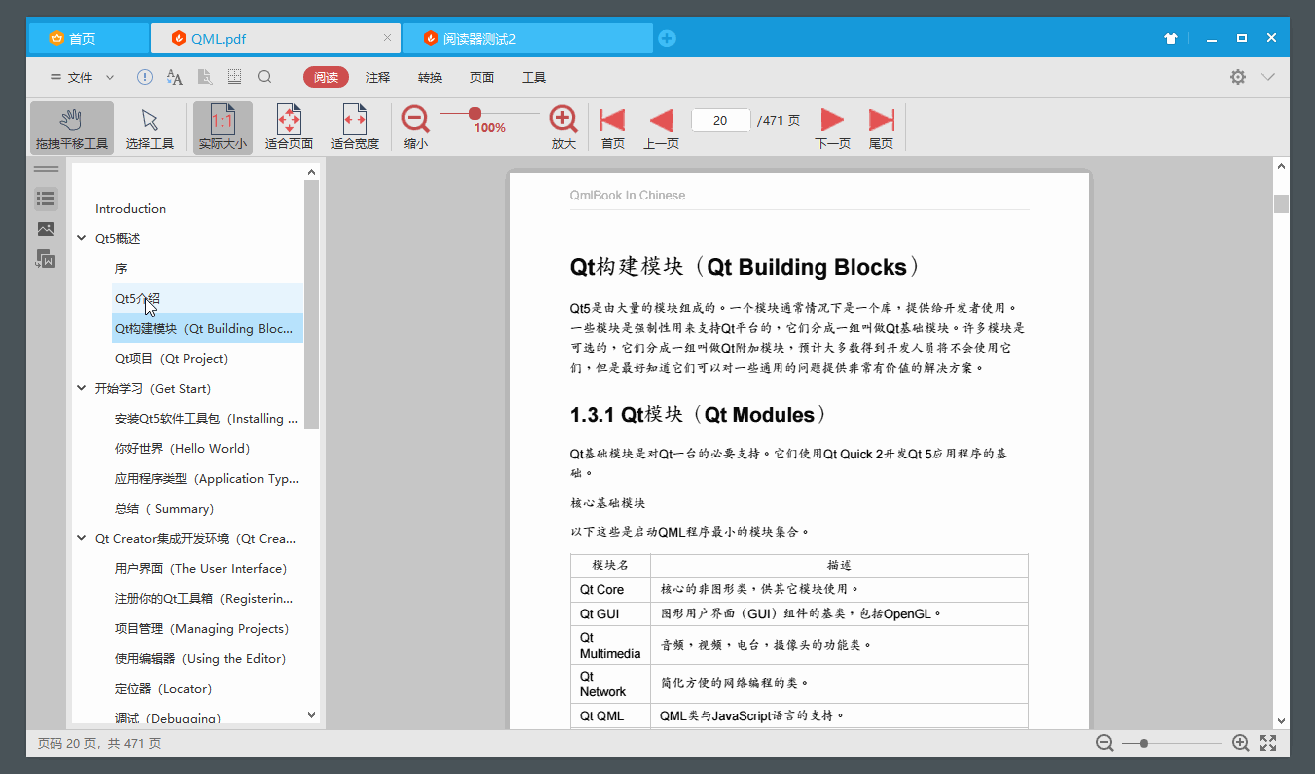 首页
QML.pdf
阅读器测试2
文件
阅读
注释
转换
页面
工具
拖拽平移工具
选择工具
1:1
实际大小
适合页面
适合宽度
缩小
100%
放大
首页
上一页
20
/471 页
下一页
尾页
Introduction
Qt5概述
序
Qt5介绍
Qt构建模块（Qt Building Bloc...
Qt项目（Qt Project）
开始学习（Get Start）
安装Qt5软件工具包（Installing ...
你好世界（Hello World）
应用程序类型（Application Typ...
总结（ Summary）
Qt Creator集成开发环境（Qt Crea...
用户界面（The User Interface）
注册你的Qt工具箱（Registerin...
项目管理（Managing Projects）
使用编辑器（Using the Editor）
定位器（Locator）
调试（Debugging）
QmlBook In Chinese
Qt构建模块（Qt Building Blocks）
Qt5是由大量的模块组成的。一个模块通常情况下是一个库，提供给开发者使用。
一些模块是强制性用来支持Qt平台的，它们分成一组叫做Qt基础模块。许多模块是
可选的，它们分成一组叫做Qt附加模块，预计大多数得到开发人员将不会使用它
们，但是最好知道它们可以对一些通用的问题提供非常有价值的解决方案。
1.3.1 Qt模块（Qt Modules）
Qt基础模块是对Qt一台的必要支持。它们使用Qt Quick 2开发Qt 5应用程序的基
础。
核心基础模块
以下这些是启动QML程序最小的模块集合。
模块名 描述
Qt Core 核心的非图形类，供其它模块使用。
Qt GUI 图形用户界面（GUI）组件的基类，包括OpenGL。
Qt
Multimedia 音频，视频，电台，摄像头的功能类。
Qt
Network 简化方便的网络编程的类。
Qt QML QML类与JavaScript语言的支持。
页码 20 页，共 471 页